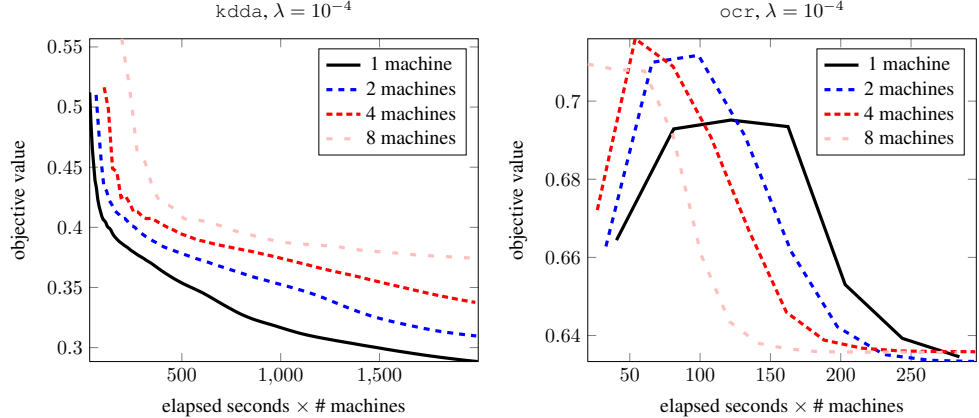 kdda, λ = 10⁻⁴
0.55
0.5
0.45
0.4
0.35
0.3
objective value
500
1,000
1,500
elapsed seconds × # machines
1 machine
2 machines
4 machines
8 machines
ocr, λ = 10⁻⁴
0.7
0.68
0.66
0.64
objective value
50
100
150
200
250
elapsed seconds × # machines
1 machine
2 machines
4 machines
8 machines